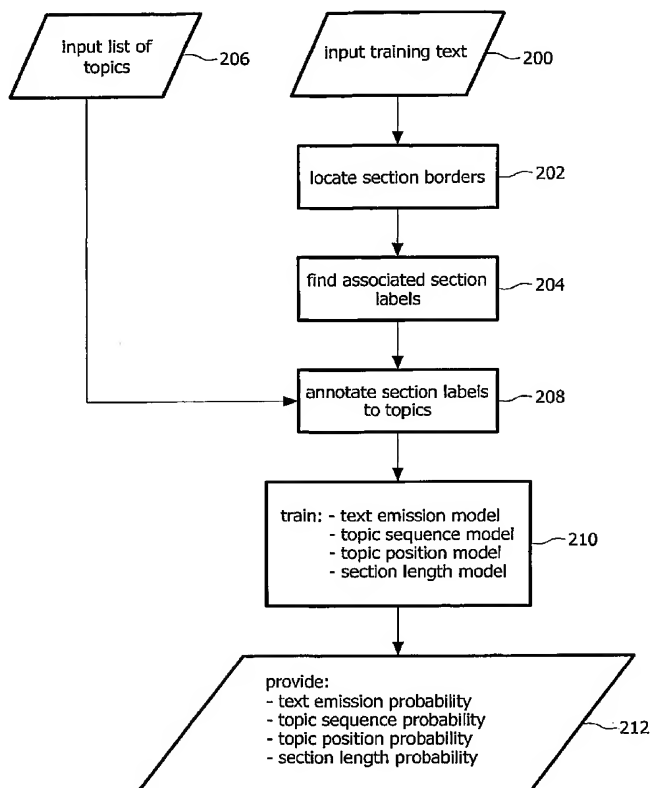 input list of
topics
206
input training text
200
locate section borders
202
find associated section
labels
204
annotate section labels
to topics
208
train: - text emission model
- topic sequence model
- topic position model
- section length model
210
provide:
- text emission probability
- topic sequence probability
- topic position probability
- section length probability
212